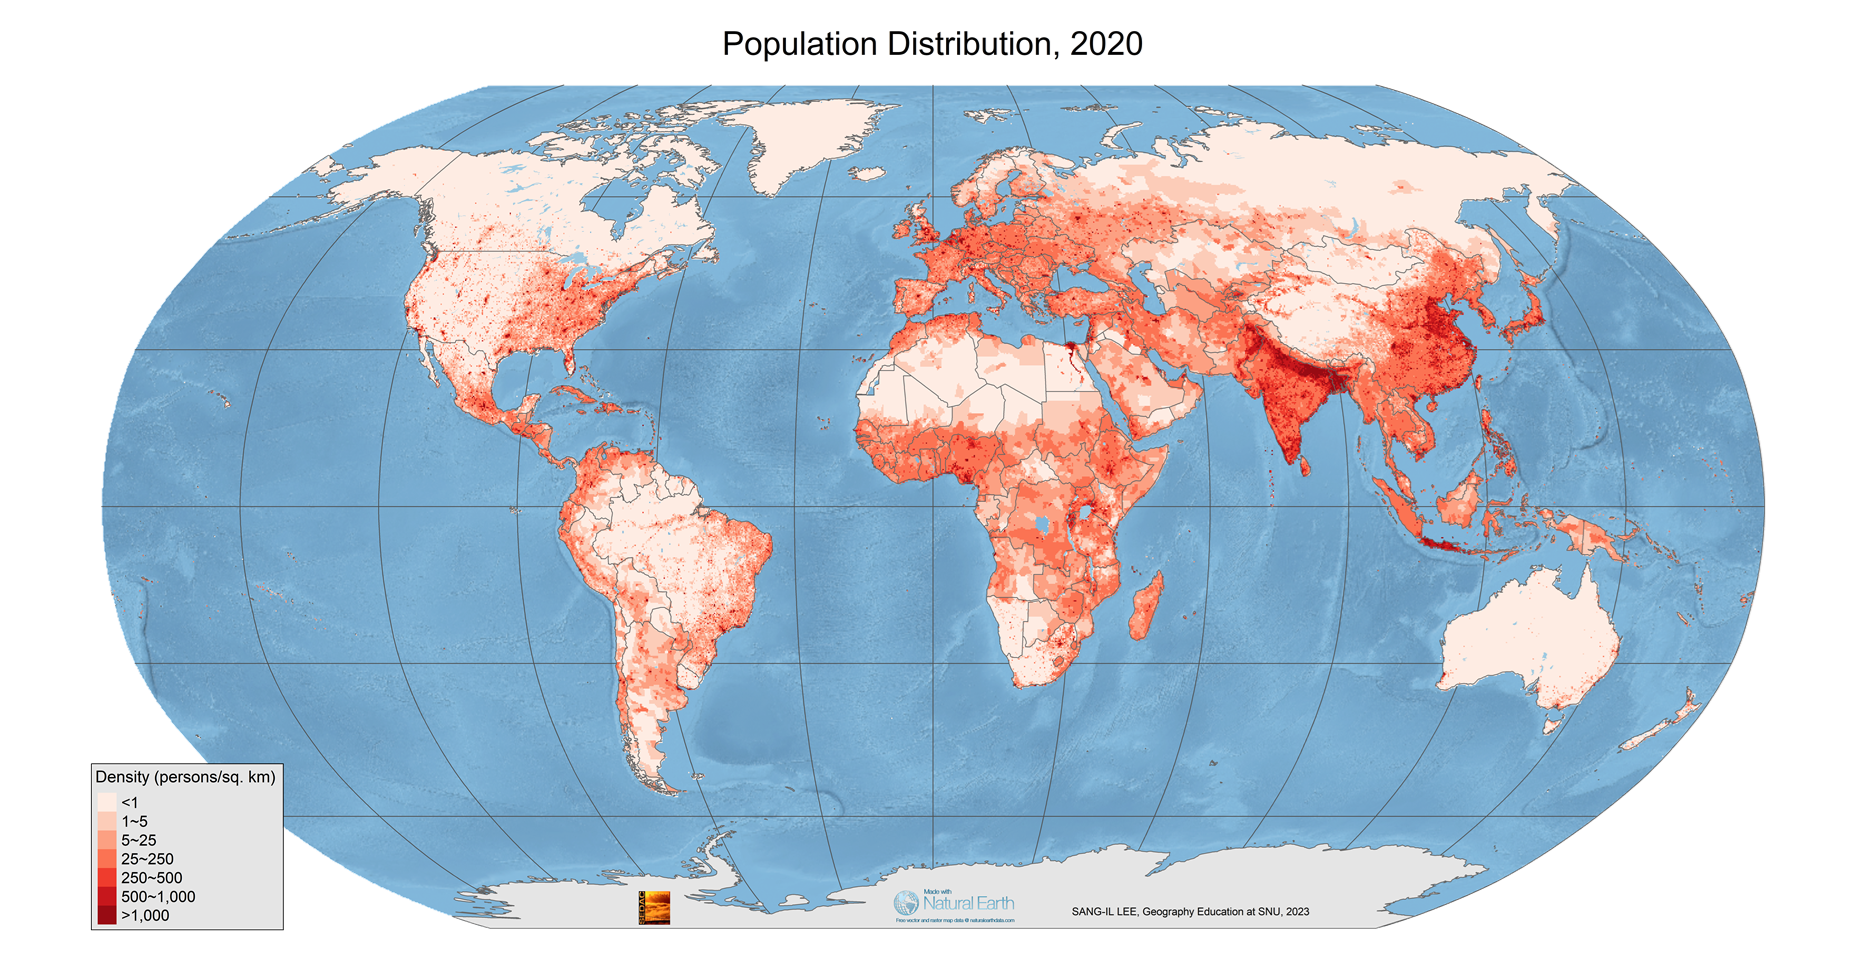 Population Distribution, 2020
Density (persons/sq. km)
<1
1~5
5~25
25~250
250~500
500~1,000
>1,000
SEDAC
Made with
Natural Earth
Free vector and raster map data @ naturalearthdata.com
SANG-IL LEE, Geography Education at SNU, 2023